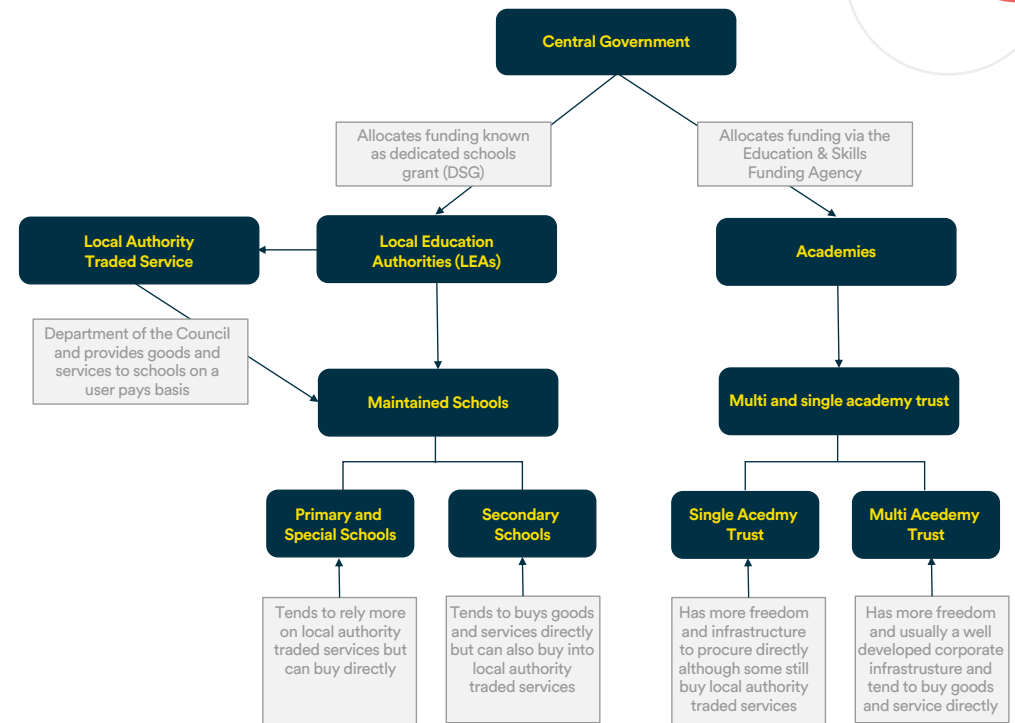 Central Government
Allocates funding known
as dedicated schools
grant (DSG)
Allocates funding via the
Education & Skills
Funding Agency
Local Authority
Traded Service
Local Education
Authorities (LEAs)
Academies
Department of the Council
and provides goods and
services to schools on a
user pays basis
Maintained Schools
Multi and single academy trust
Primary and
Special Schools
Secondary
Schools
Single Acedmy
Trust
Multi Acedemy
Trust
Tends to rely more
on local authority
traded services but
can buy directly
Tends to buys goods
and services directly
but can also buy into
local authority
traded services
Has more freedom
and infrastructure
to procure directly
although some still
buy local authority
traded services
Has more freedom
and usually a well
developed corporate
infrastrusture and
tend to buy goods
and service directly